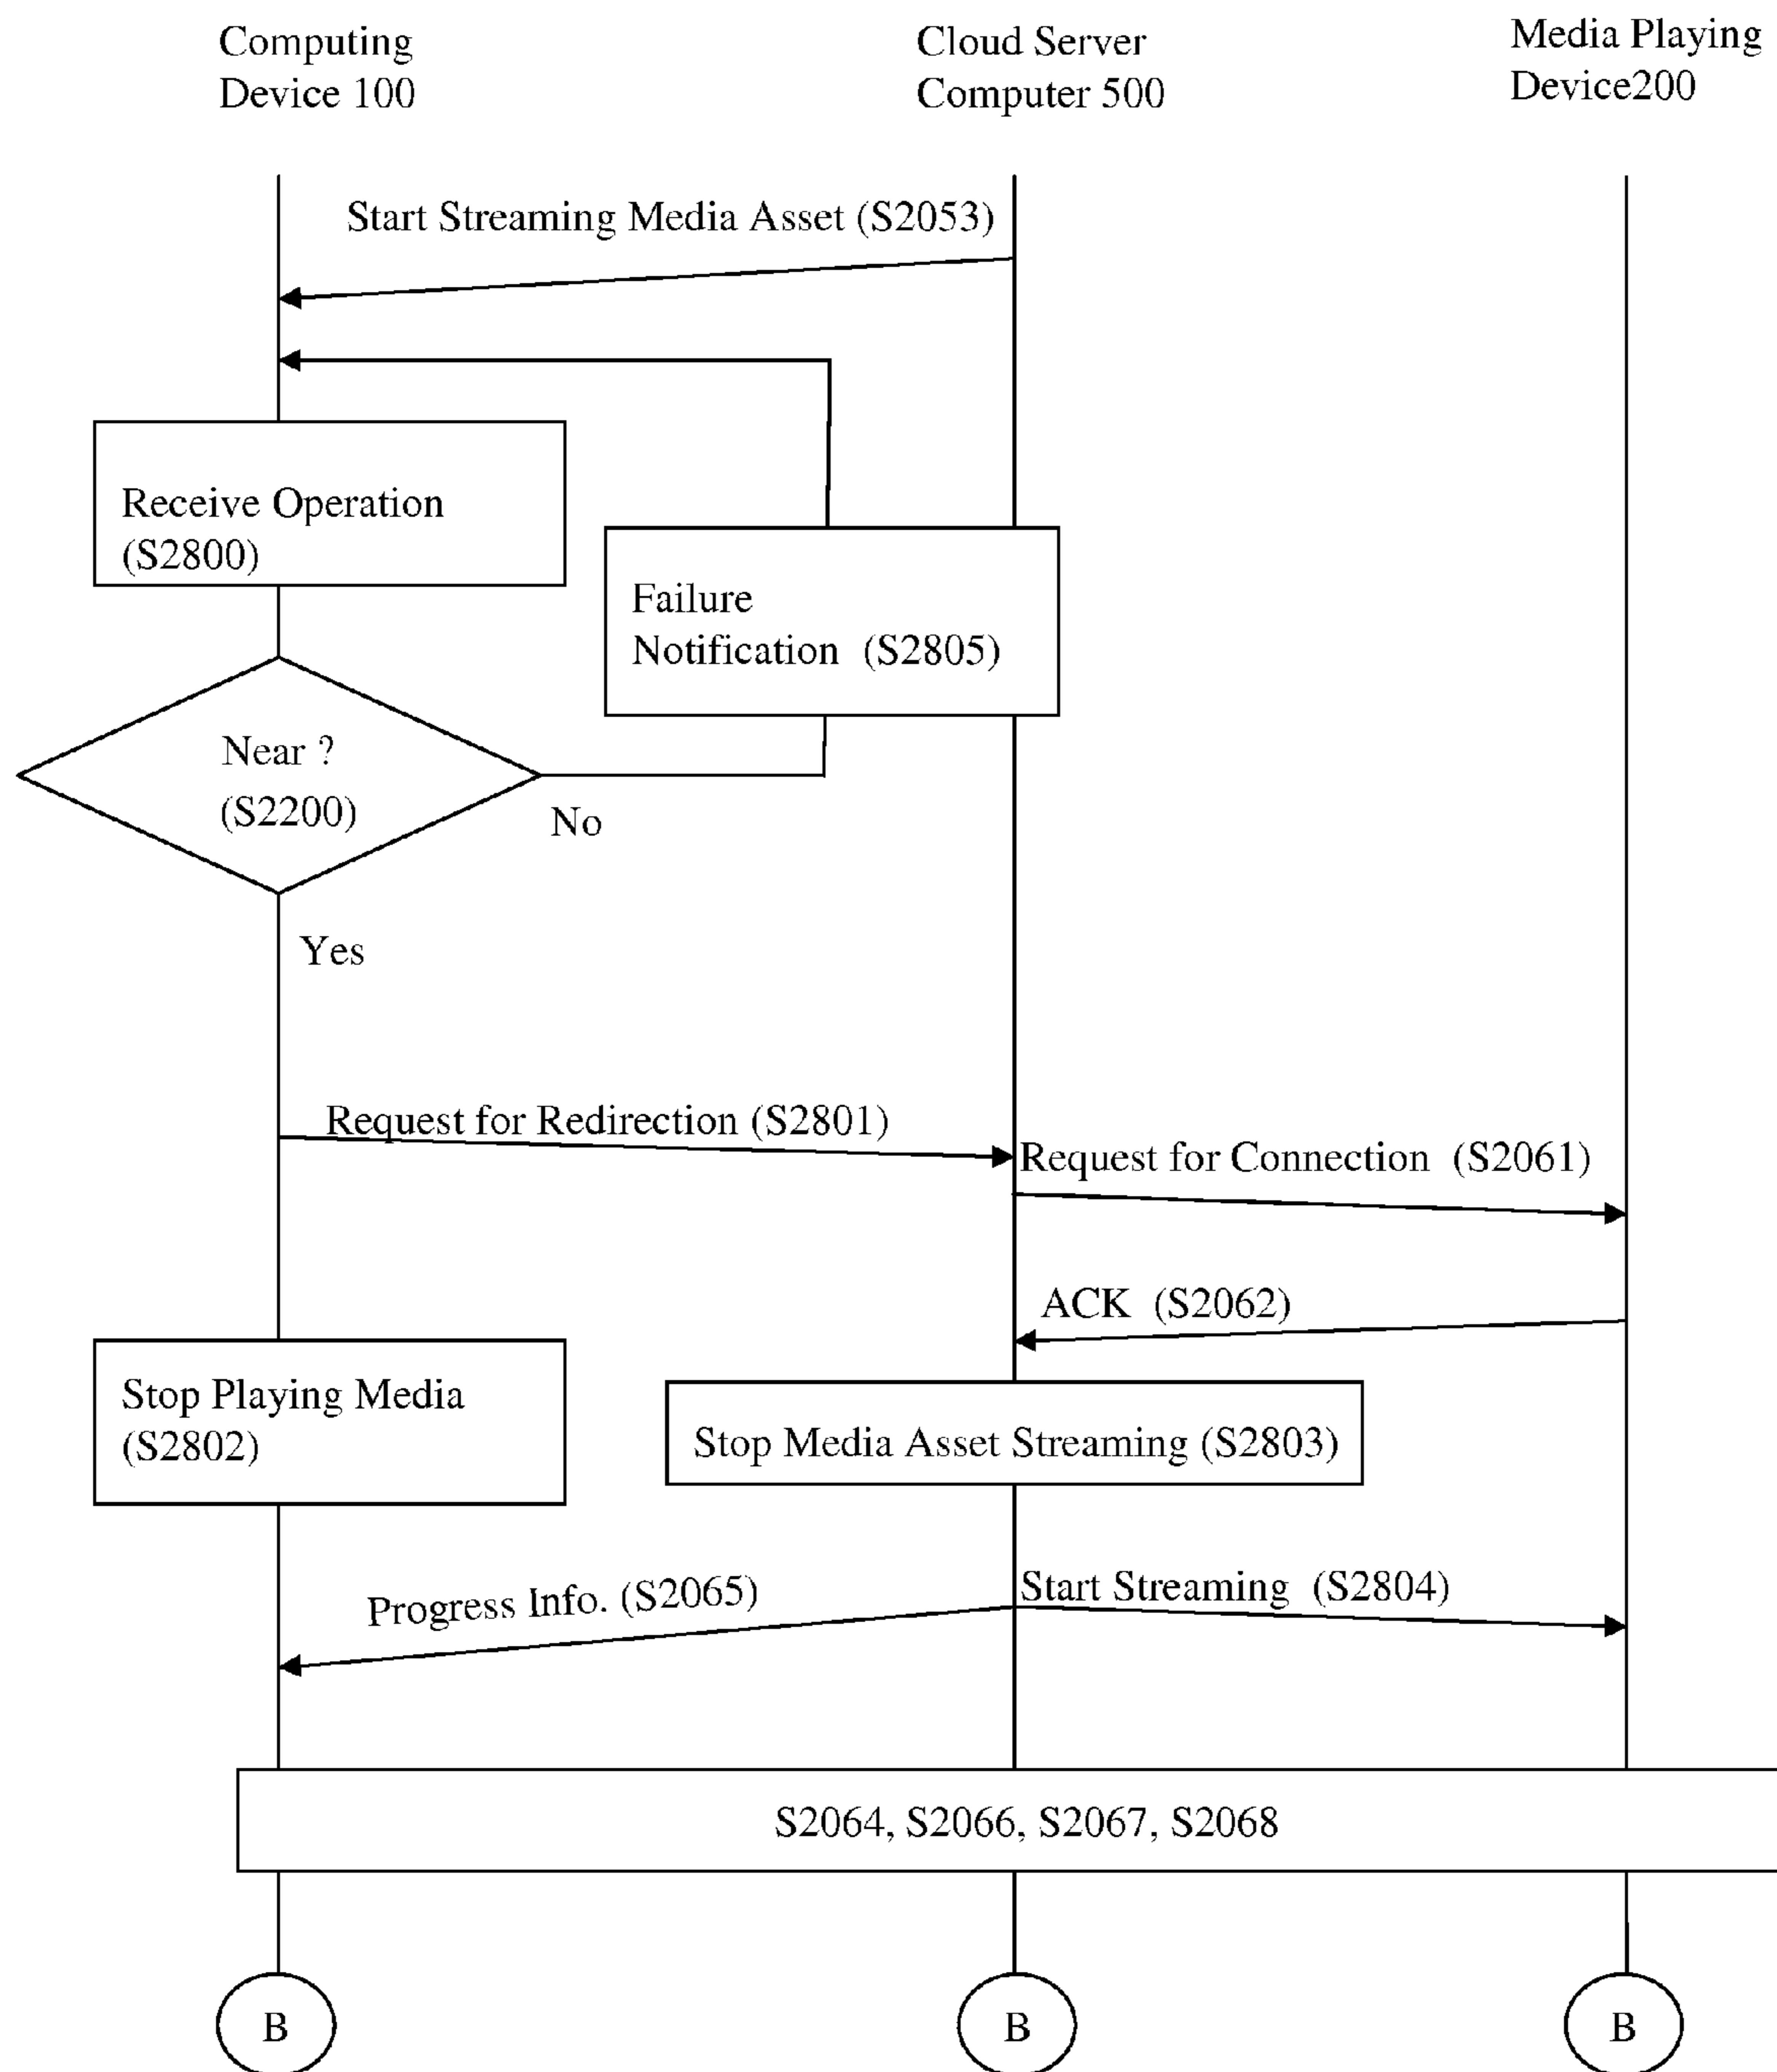 Computing
Device 100
Cloud Server
Computer 500
Media Playing
Device200
Start Streaming Media Asset (S2053)
Receive Operation
(S2800)
Failure
Notification (S2805)
Near ?
(S2200)
No
Yes
Request for Redirection (S2801)
Request for Connection (S2061)
ACK (S2062)
Stop Playing Media
(S2802)
Stop Media Asset Streaming (S2803)
Progress Info. (S2065)
Start Streaming (S2804)
S2064, S2066, S2067, S2068
B
B
B